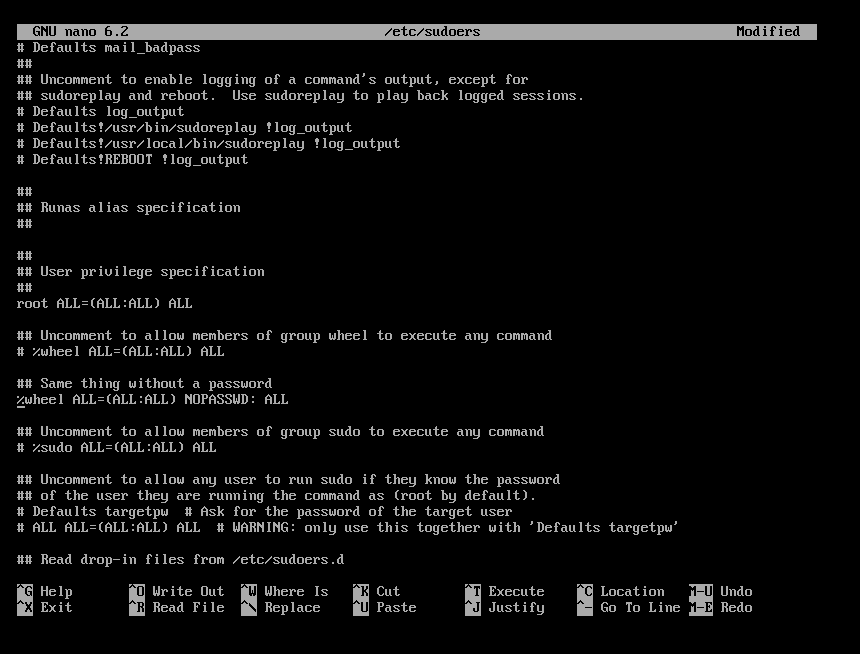 GNU nano 6.2 /etc/sudoers Modified
# Defaults mail_badpass
##
## Uncomment to enable logging of a command's output, except for
## sudoreplay and reboot.  Use sudoreplay to play back logged sessions.
# Defaults log_output
# Defaults!/usr/bin/sudoreplay !log_output
# Defaults!/usr/local/bin/sudoreplay !log_output
# Defaults!REBOOT !log_output
##
## Runas alias specification
##
##
## User privilege specification
##
root ALL=(ALL:ALL) ALL
## Uncomment to allow members of group wheel to execute any command
# %wheel ALL=(ALL:ALL) ALL
## Same thing without a password
%wheel ALL=(ALL:ALL) NOPASSWD: ALL
## Uncomment to allow members of group sudo to execute any command
# %sudo ALL=(ALL:ALL) ALL
## Uncomment to allow any user to run sudo if they know the password
## of the user they are running the command as (root by default).
# Defaults targetpw  # Ask for the password of the target user
# ALL ALL=(ALL:ALL) ALL  # WARNING: only use this together with 'Defaults targetpw'
## Read drop-in files from /etc/sudoers.d
^G Help ^O Write Out ^W Where Is ^K Cut ^T Execute ^C Location M-U Undo
^X Exit ^R Read File ^\ Replace ^U Paste ^J Justify ^_ Go To Line M-E Redo